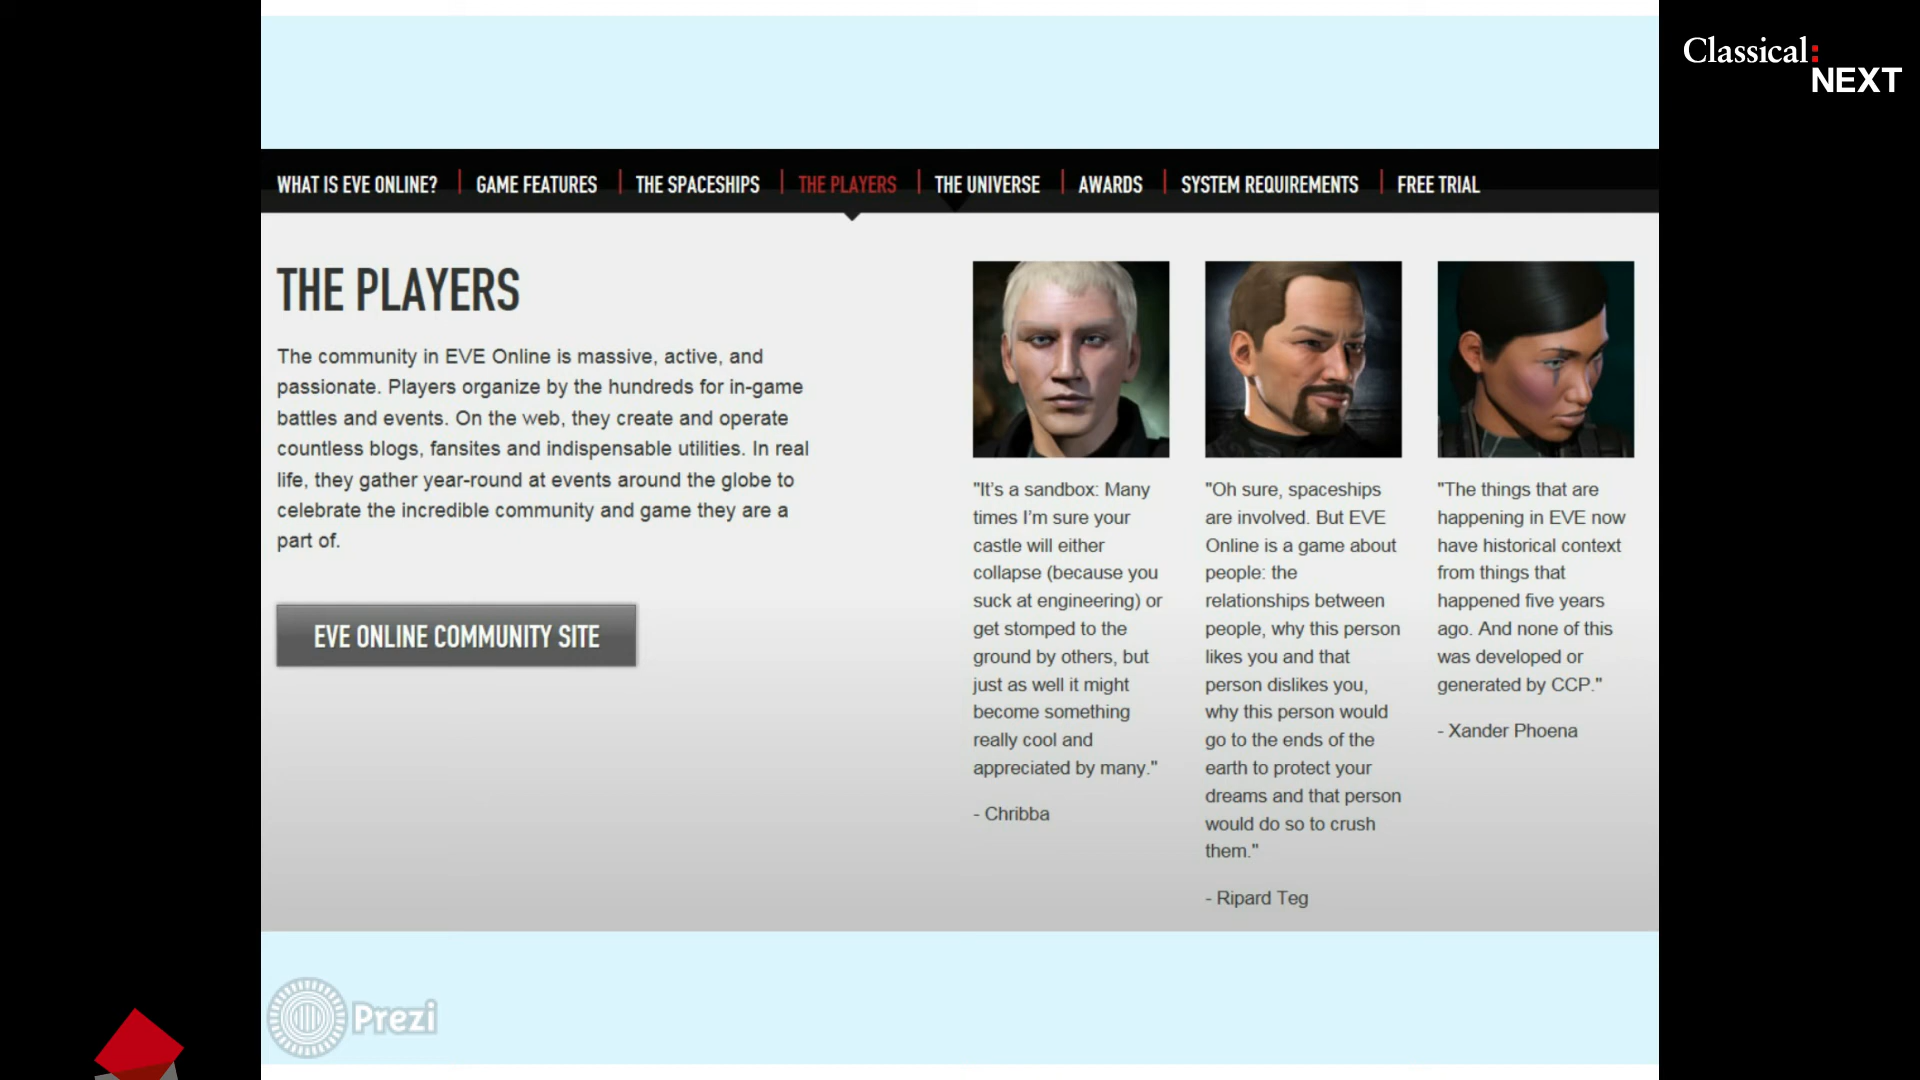 Classical:
NEXT
WHAT IS EVE ONLINE? GAME FEATURES THE SPACESHIPS THE PLAYERS THE UNIVERSE AWARDS SYSTEM REQUIREMENTS FREE TRIAL
THE PLAYERS
The community in EVE Online is massive, active, and
passionate. Players organize by the hundreds for in-game
battles and events. On the web, they create and operate
countless blogs, fansites and indispensable utilities. In real
life, they gather year-round at events around the globe to
celebrate the incredible community and game they are a
part of.
EVE ONLINE COMMUNITY SITE
"It's a sandbox: Many
times I'm sure your
castle will either
collapse (because you
suck at engineering) or
get stomped to the
ground by others, but
just as well it might
become something
really cool and
appreciated by many."
- Chribba
"Oh sure, spaceships
are involved. But EVE
Online is a game about
people: the
relationships between
people, why this person
likes you and that
person dislikes you,
why this person would
go to the ends of the
earth to protect your
dreams and that person
would do so to crush
them."
- Ripard Teg
"The things that are
happening in EVE now
have historical context
from things that
happened five years
ago. And none of this
was developed or
generated by CCP."
- Xander Phoena
Prezi